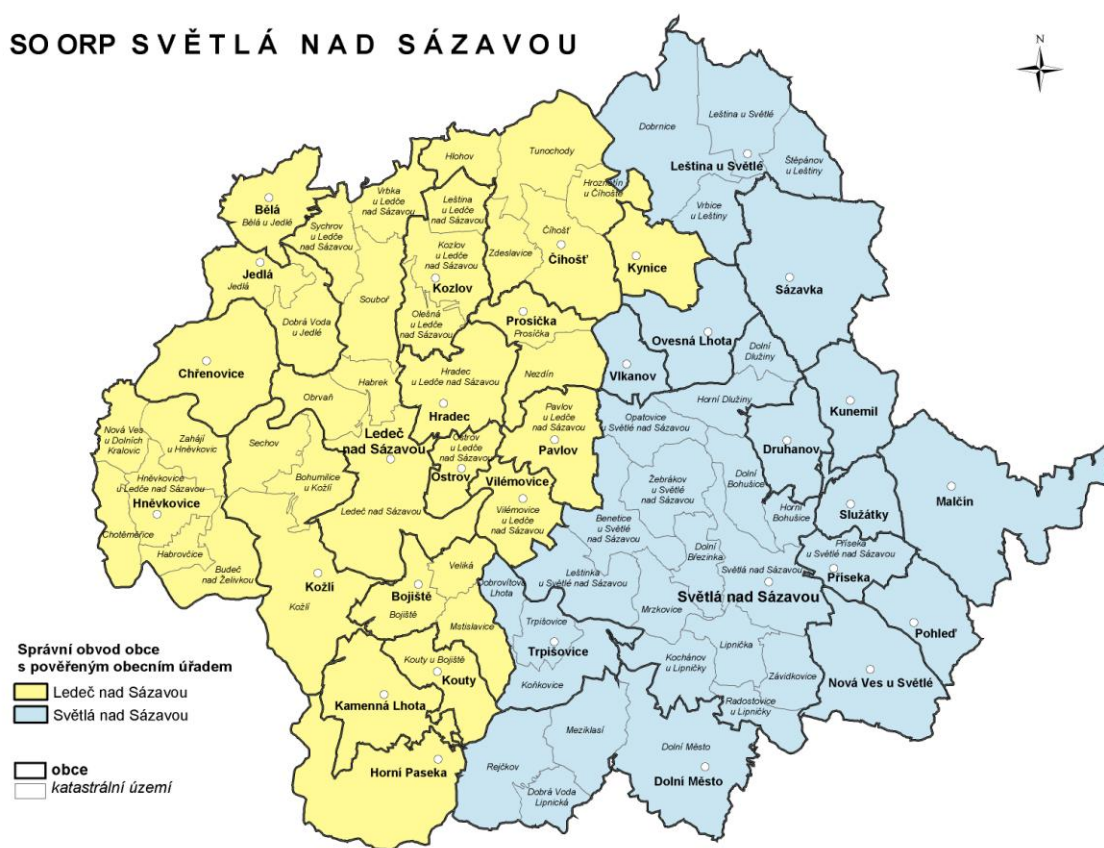 SO ORP SVĚTLÁ NAD SÁZAVOU
N
Dobrnice
Leština u Světlé
Leština u Světlé
Štěpánov
u Leštiny
Vrbice
u Leštiny
Hlohov
Tunochody
Hroznětín
u Číhoště
Číhošť
Číhošť
Zdeslavice
Kynice
Sázavka
Bělá
Bělá u Jedlé
Vrbka
u Ledče
nad Sázavou
Sychrov
u Ledče
nad Sázavou
Leština
u Ledče
nad Sázavou
Kozlov
u Ledče
nad Sázavou
Kozlov
Olešná
u Ledče
nad Sázavou
Jedlá
Jedlá
Dobrá Voda
u Jedlé
Souboř
Prosíčka
Prosíčka
Nezdín
Ovesná Lhota
Vlkanov
Dolní
Dlužiny
Horní Dlužiny
Chřenovice
Obrvaň
Habrek
Hradec
u Ledče nad Sázavou
Hradec
Pavlov
u Ledče
nad Sázavou
Pavlov
Ledeč
nad Sázavou
Ostrov
u Ledče
nad Sázavou
Ostrov
Vilémovice
Vilémovice
u Ledče
nad Sázavou
Ledeč nad Sázavou
Opatovice
u Světlé nad Sázavou
Žebrákov
u Světlé
nad Sázavou
Dolní
Bohušice
Horní
Bohušice
Druhanov
Kunemil
Malčín
Služátky
Příseka
u Světlé nad Sázavou
Příseka
Benetice
u Světlé
nad Sázavou
Dolní
Březinka
Světlá nad Sázavou
Světlá nad Sázavou
Leštinka
u Světlé nad Sázavou
Mrzkovice
Nová Ves
u Dolních
Kralovic
Zahájí
u Hněvkovic
Hněvkovice
u Ledče nad Sázavou
Hněvkovice
Chotěměřice
Habrovčice
Budeč
nad Želivkou
Sechov
Bohumilice
u Kožlí
Kožlí
Kožlí
Bojiště
Bojiště
Veliká
Mstislavice
Dobrovítova
Lhota
Trpišovice
Trpišovice
Koňkovice
Kouty u Bojiště
Kouty
Kamenná Lhota
Horní Paseka
Kochánov
u Lipničky
Lipnička
Závidkovice
Radostovice
u Lipničky
Pohleď
Nová Ves u Světlé
Meziklasí
Rejčkov
Dobrá Voda
Lipnická
Dolní Město
Dolní Město
Správní obvod obce
s pověřeným obecním úřadem
Ledeč nad Sázavou
Světlá nad Sázavou
obce
katastrální území